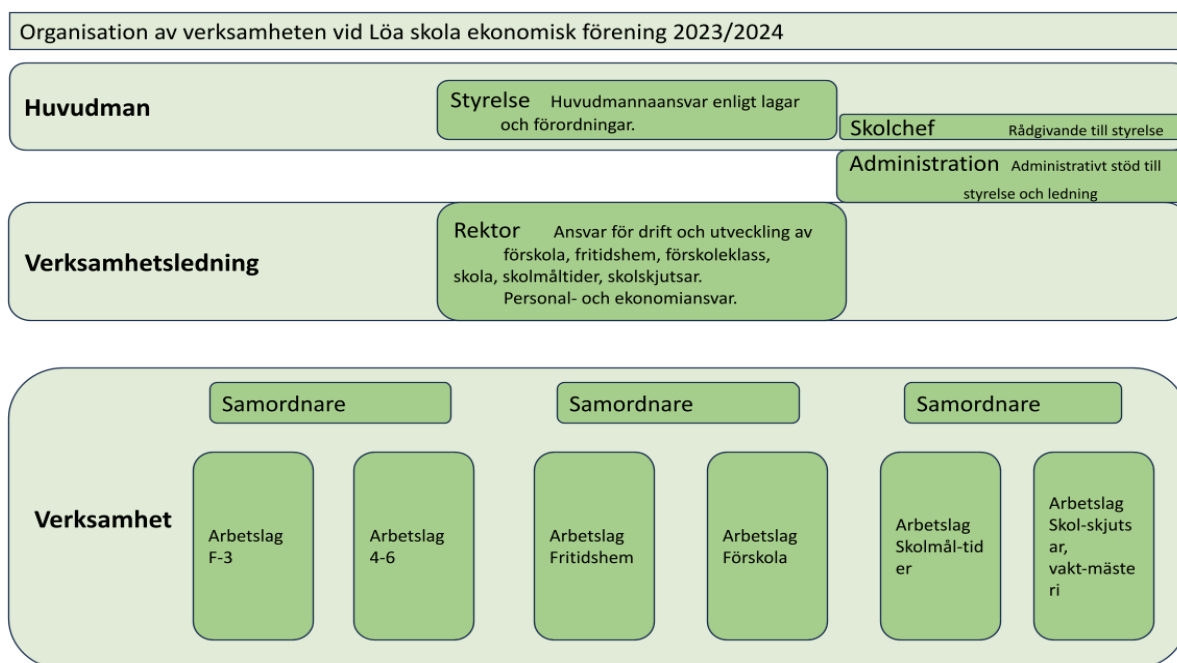 Organisation av verksamheten vid Löa skola ekonomisk förening 2023/2024
Huvudman
Styrelse Huvudmannaansvar enligt lagar
och förordningar.
Skolchef Rådgivande till styrelse
Administration Administrativt stöd till
styrelse och ledning
Verksamhetsledning
Rektor Ansvar för drift och utveckling av
förskola, fritidshem, förskoleklass,
skola, skolmåltider, skolskjutsar.
Personal- och ekonomiansvar.
Verksamhet
Samordnare
Samordnare
Samordnare
Arbetslag
F-3
Arbetslag
4-6
Arbetslag
Fritidshem
Arbetslag
Förskola
Arbetslag
Skolmål-tid
er
Arbetslag
Skol-skjuts
ar,
vakt-mäste
ri